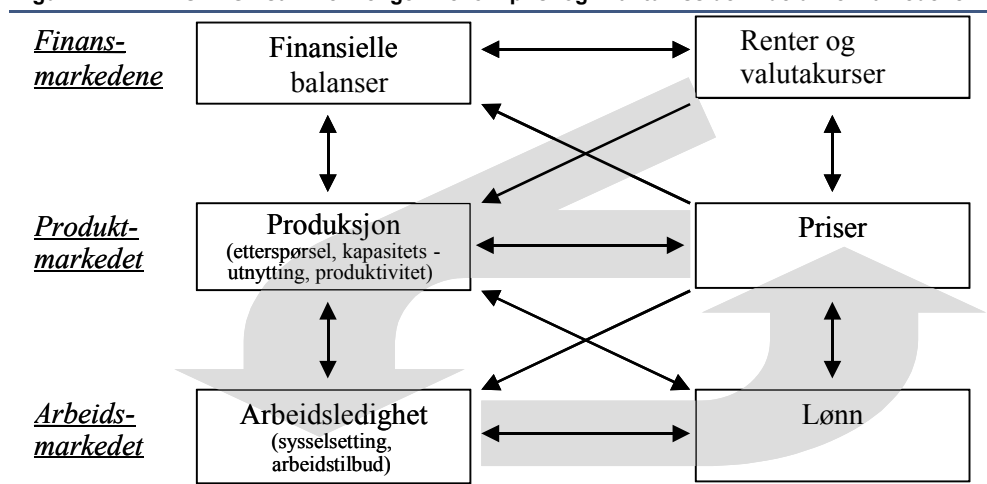 Finans-
markedene
Finansielle
balanser
Renter og
valutakurser
Produkt-
markedet
Produksjon
(etterspørsel, kapasitets -
utnytting, produktivitet)
Priser
Arbeids-
markedet
Arbeidsledighet
(sysselsetting,
arbeidstilbud)
Lønn